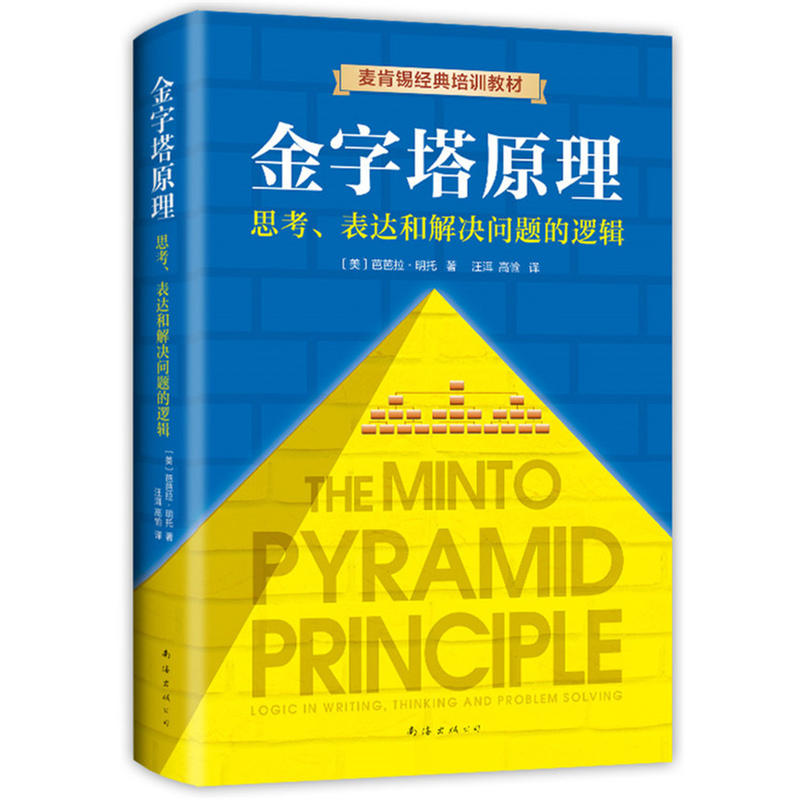 金字塔原理
思考、表达和解决问题的逻辑
[美]芭芭拉·明托 著
汪洱 高愉 译
南海出版公司
麦肯锡经典培训教材
金字塔原理
思考、表达和解决问题的逻辑
[美]芭芭拉·明托 著 汪洱 高愉 译
THE MINTO
PYRAMID
PRINCIPLE
LOGIC IN WRITING, THINKING AND PROBLEM SOLVING
南海出版公司